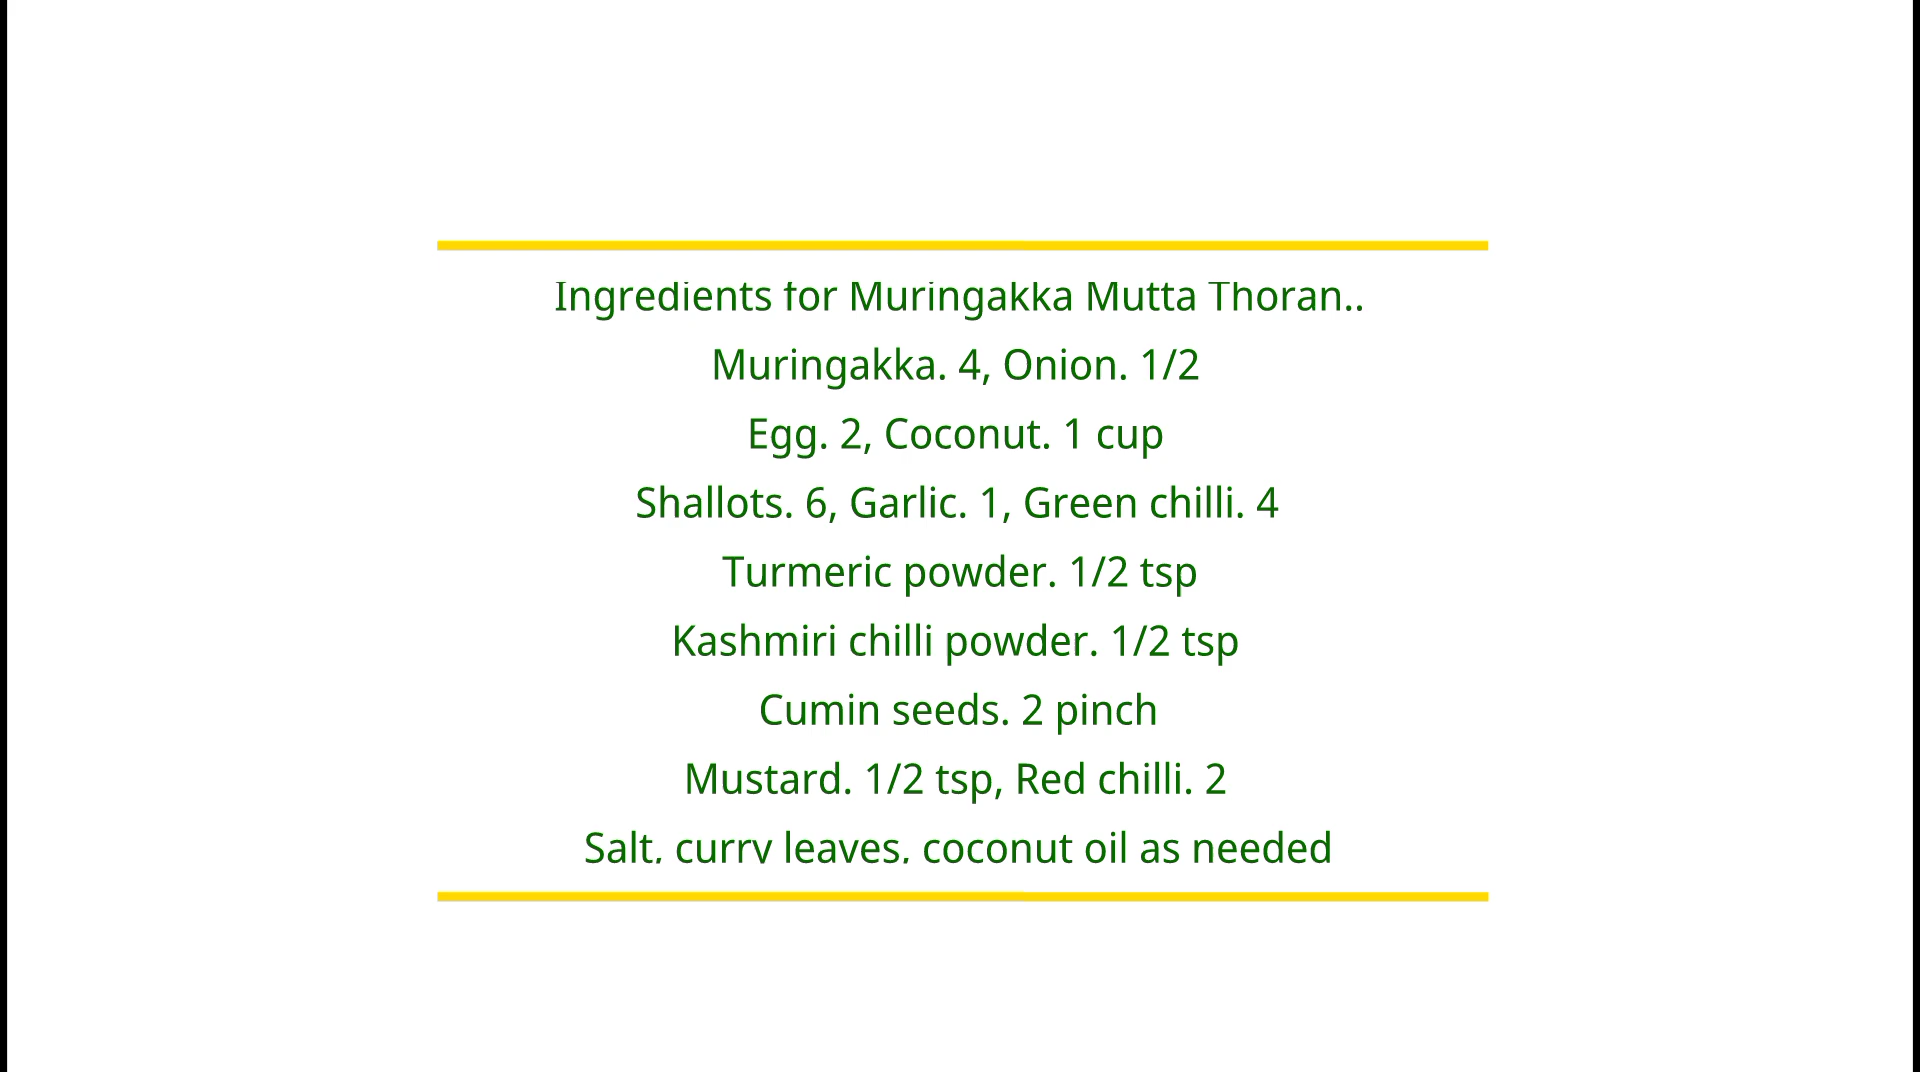 Ingredients for Muringakka Mutta Thoran..
Muringakka. 4, Onion. 1/2
Egg. 2, Coconut. 1 cup
Shallots. 6, Garlic. 1, Green chilli. 4
Turmeric powder. 1/2 tsp
Kashmiri chilli powder. 1/2 tsp
Cumin seeds. 2 pinch
Mustard. 1/2 tsp, Red chilli. 2
Salt, curry leaves, coconut oil as needed